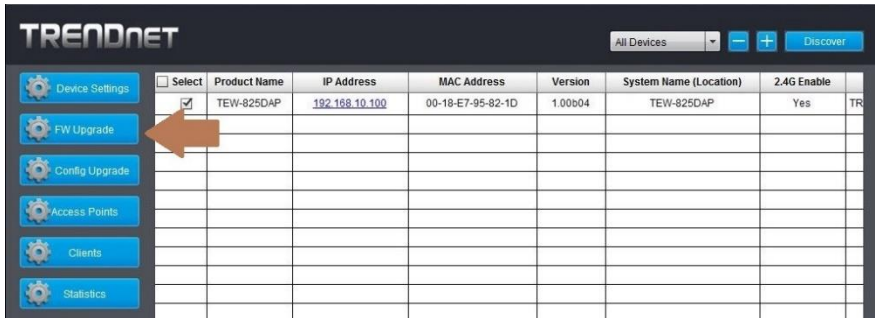 TRENDnET
All Devices
Discover
Device Settings
FW Upgrade
Config Upgrade
Access Points
Clients
Statistics
Select Product Name IP Address MAC Address Version System Name (Location) 2.4G Enable
TEW-825DAP 192.168.10.100 00-18-E7-95-82-1D 1.00b04 TEW-825DAP Yes TR